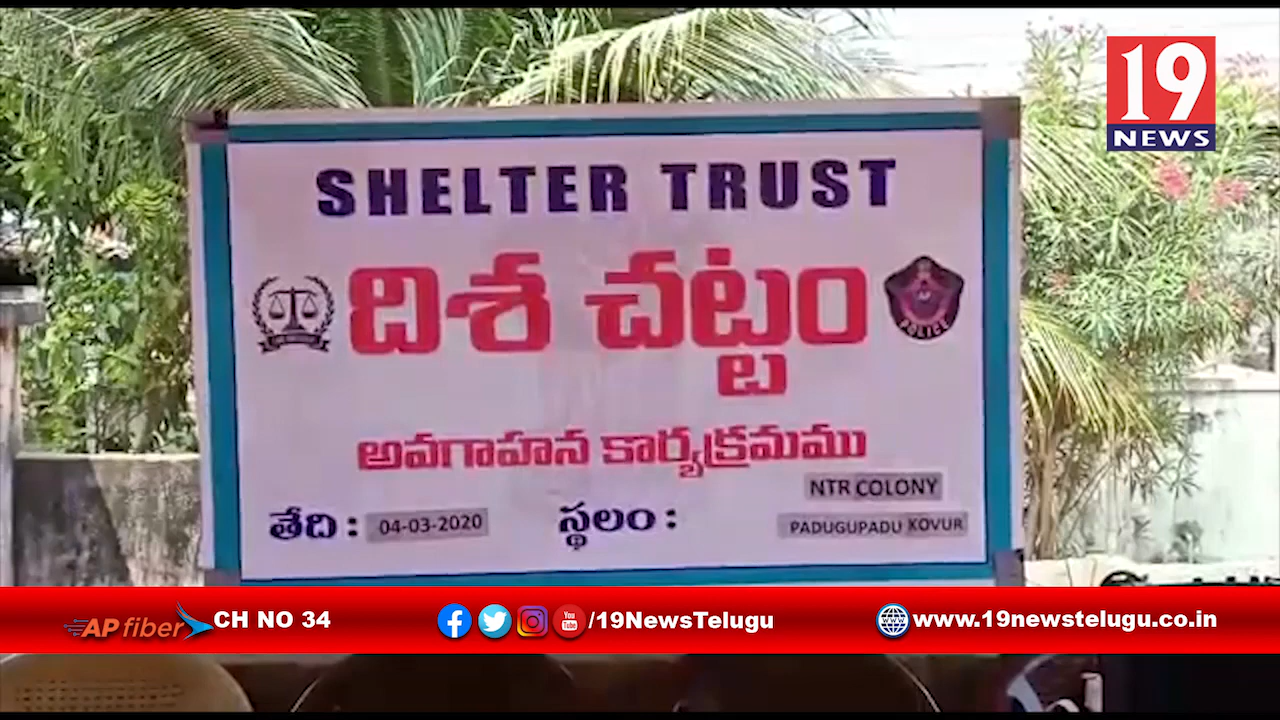 19
NEWS
SHELTER TRUST
దిశ చట్టం
POLICE
అవగాహన కార్యక్రమము
తేది : 04-03-2020 స్థలం : NTR COLONY
PADUGUPADU KOVUR
AP fiber CH NO 34 /19NewsTelugu www.19newstelugu.co.in